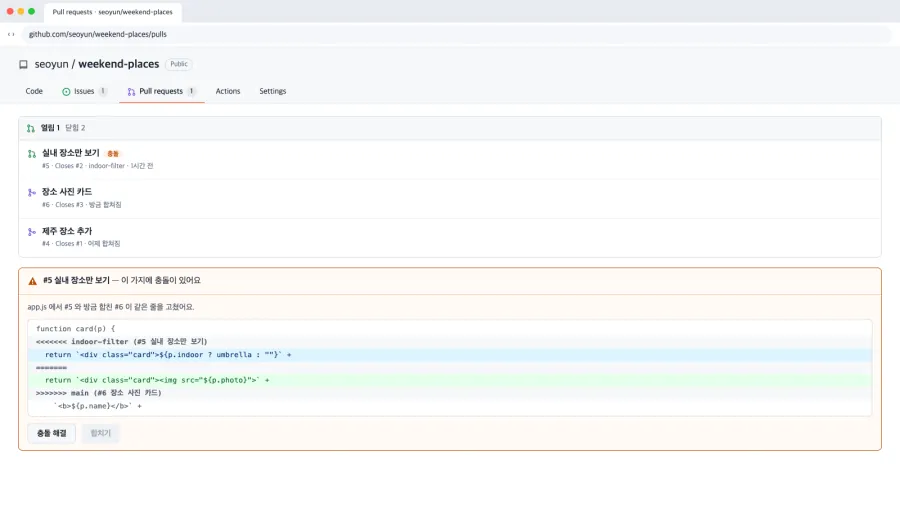 Pull requests · seoyun/weekend-places
github.com/seoyun/weekend-places/pulls
seoyun / weekend-places Public
Code Issues 1 Pull requests 1 Actions Settings
열림 1 닫힘 2
실내 장소만 보기 충돌
#5 · Closes #2 · indoor-filter · 1시간 전
장소 사진 카드
#6 · Closes #3 · 방금 합쳐짐
제주 장소 추가
#4 · Closes #1 · 어제 합쳐짐
#5 실내 장소만 보기 — 이 가지에 충돌이 있어요
app.js 에서 #5 와 방금 합친 #6 이 같은 줄을 고쳤어요.
function card(p) {
<<<<<<< indoor-filter (#5 실내 장소만 보기)
return `<div class="card">${p.indoor ? umbrella : ""}` +
=======
return `<div class="card"><img src="${p.photo}">` +
>>>>>>> main (#6 장소 사진 카드)
`<b>${p.name}</b>` +
충돌 해결 합치기